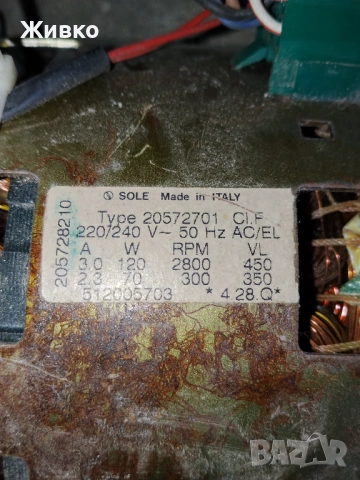 Живко
SOLE Made in ITALY
Type 20572701 Cl.F
220/240 V~ 50 Hz AC/EL
A W RPM VL
3.0 120 2800 450
2.3 70 300 350
512005703 *4 28.Q*
205728210
BAZAR